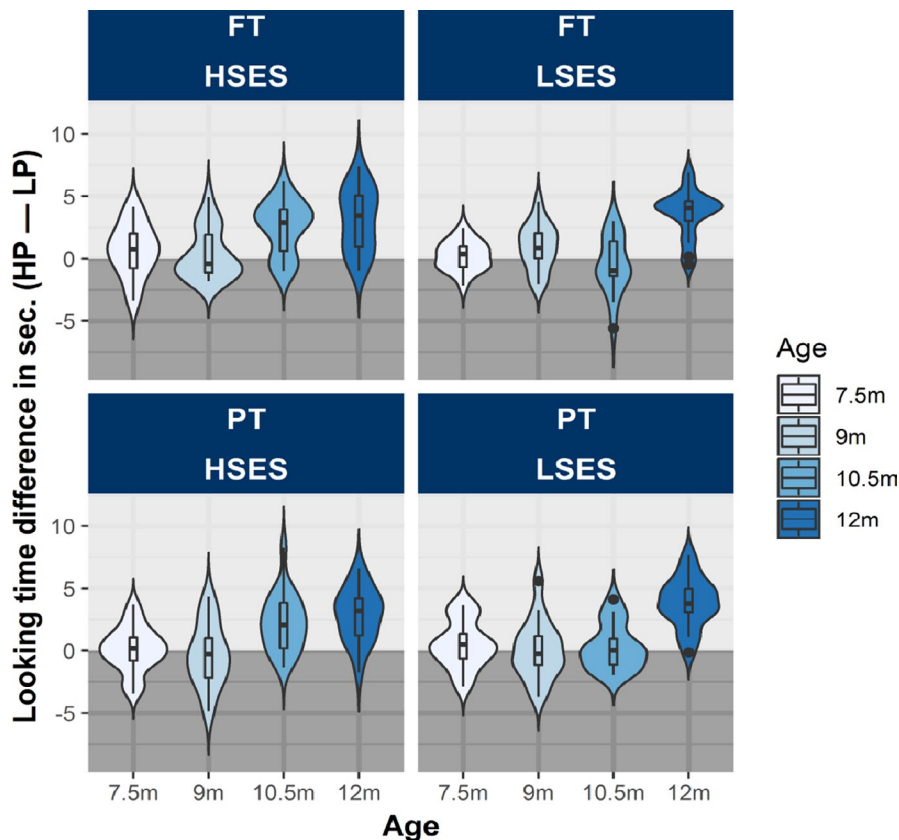 FT
HSES
FT
LSES
10
5
0
-5
PT
HSES
PT
LSES
10
5
0
-5
7.5m 9m 10.5m 12m
7.5m 9m 10.5m 12m
Age
Looking time difference in sec. (HP — LP)
Age
7.5m
9m
10.5m
12m